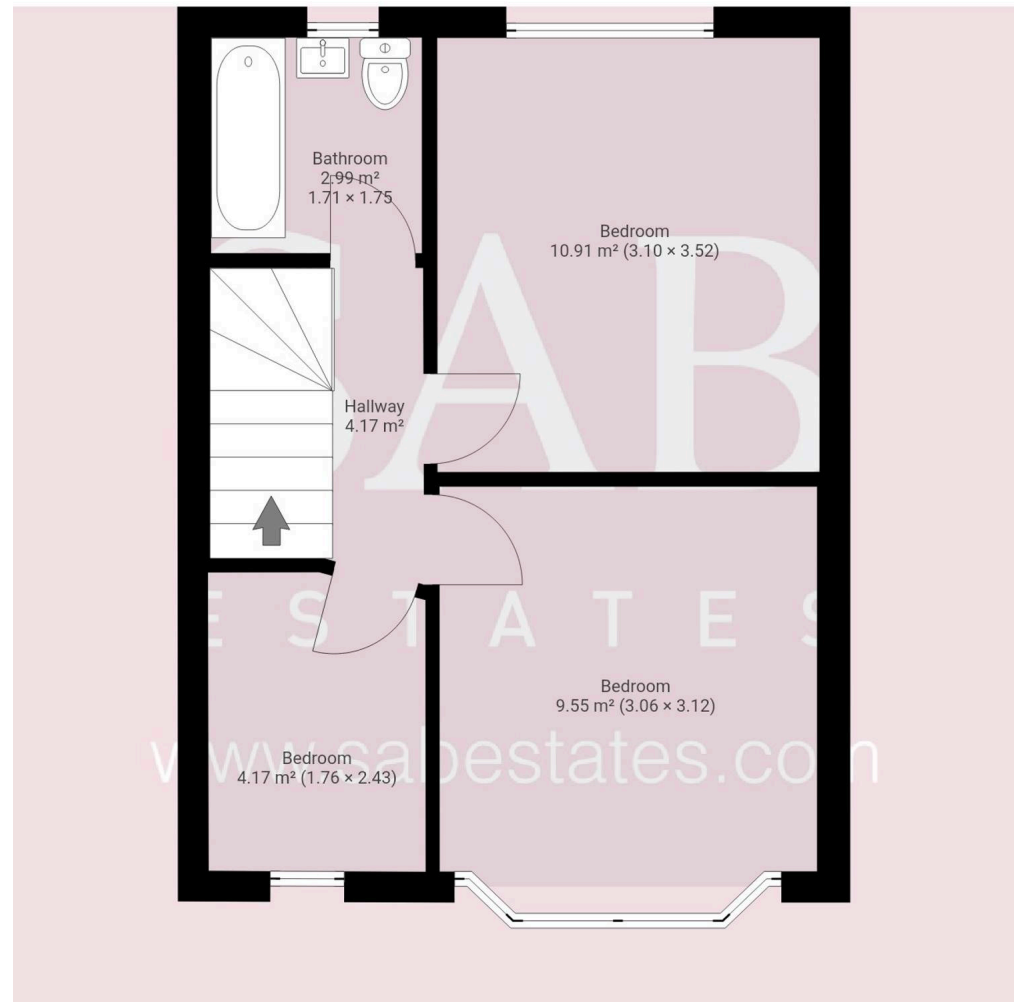 Bathroom
2.99 m²
1.71 × 1.75
Bedroom
10.91 m² (3.10 × 3.52)
SAB
Hallway
4.17 m²
ESTATES
Bedroom
9.55 m² (3.06 × 3.12)
www.sabestates.com
Bedroom
4.17 m² (1.76 × 2.43)